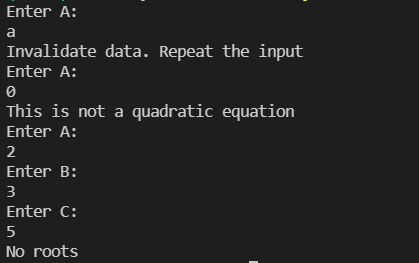 Enter A:
a
Invalidate data. Repeat the input
Enter A:
0
This is not a quadratic equation
Enter A:
2
Enter B:
3
Enter C:
5
No roots